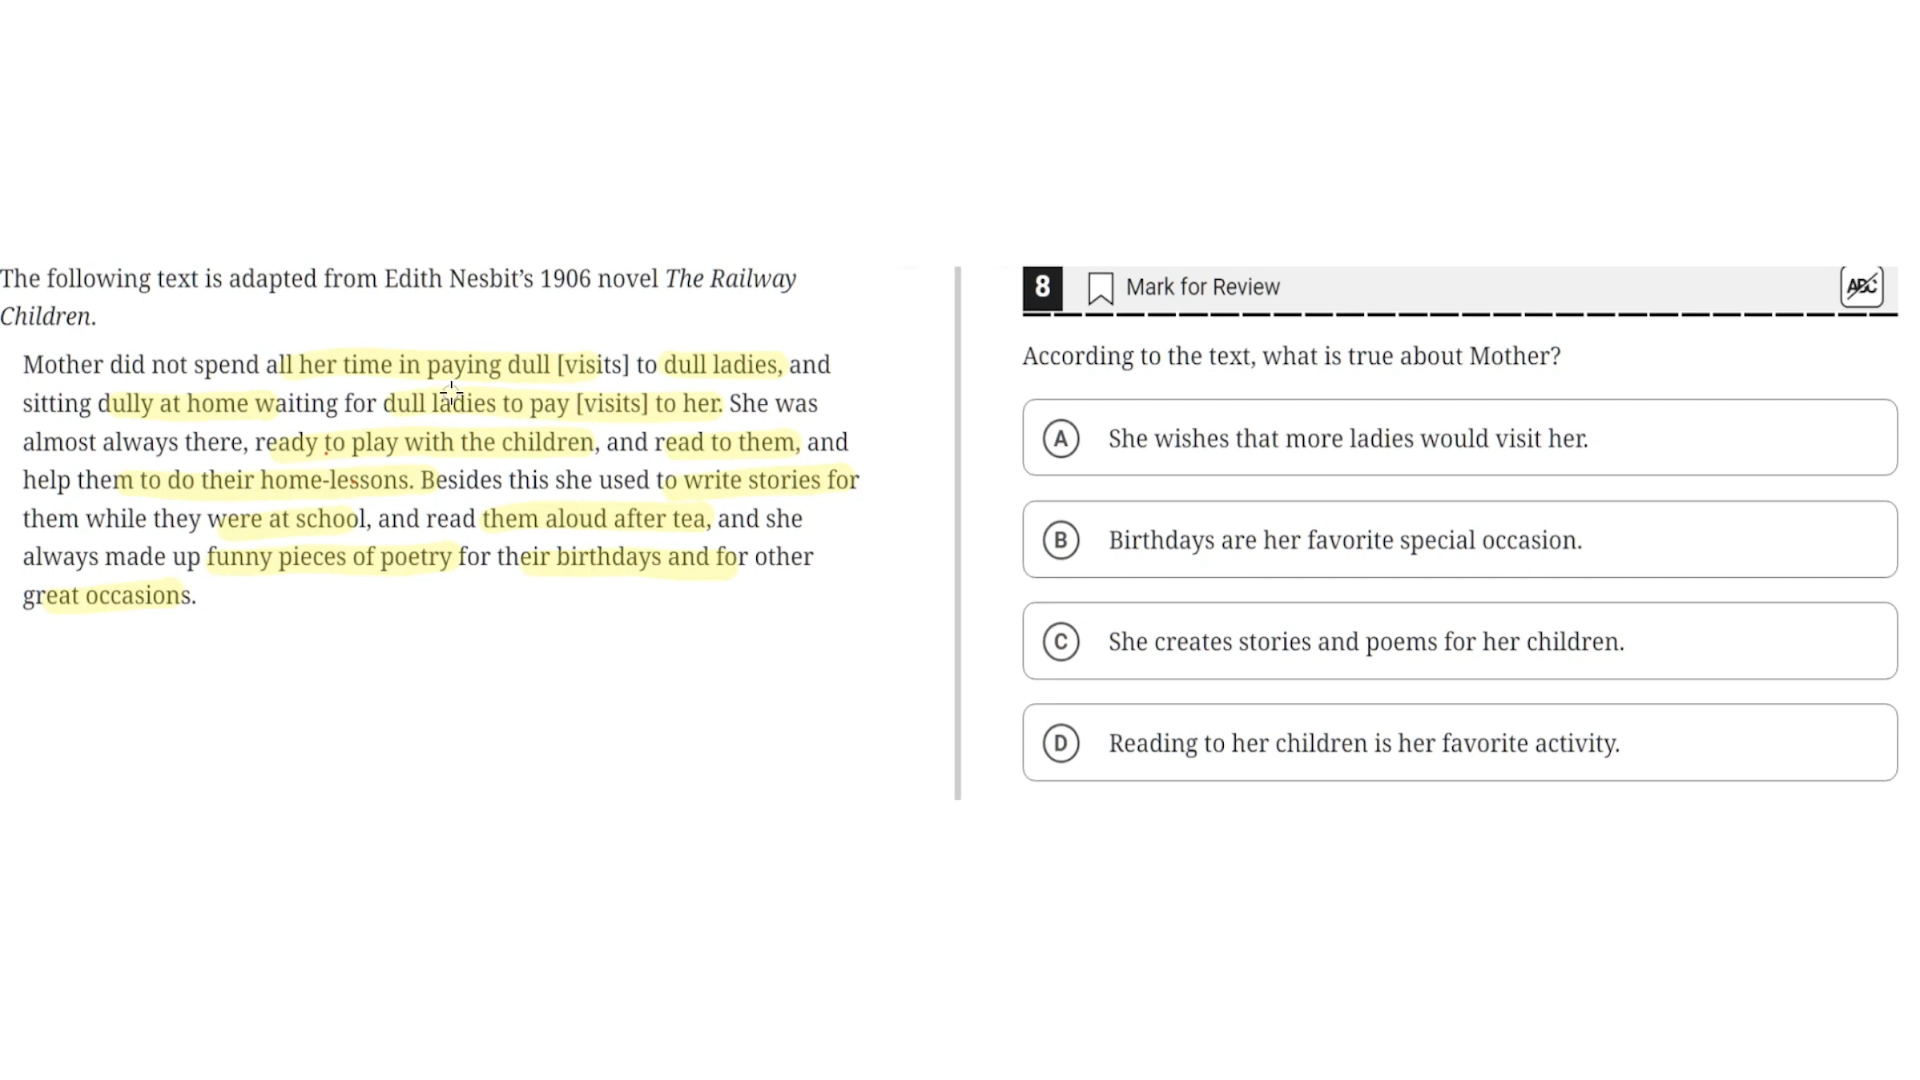 The following text is adapted from Edith Nesbit’s 1906 novel The Railway
Children.
Mother did not spend all her time in paying dull [visits] to dull ladies, and
sitting dully at home waiting for dull ladies to pay [visits] to her. She was
almost always there, ready to play with the children, and read to them, and
help them to do their home-lessons. Besides this she used to write stories for
them while they were at school, and read them aloud after tea, and she
always made up funny pieces of poetry for their birthdays and for other
great occasions.
8 Mark for Review ABC
According to the text, what is true about Mother?
A She wishes that more ladies would visit her.
B Birthdays are her favorite special occasion.
C She creates stories and poems for her children.
D Reading to her children is her favorite activity.